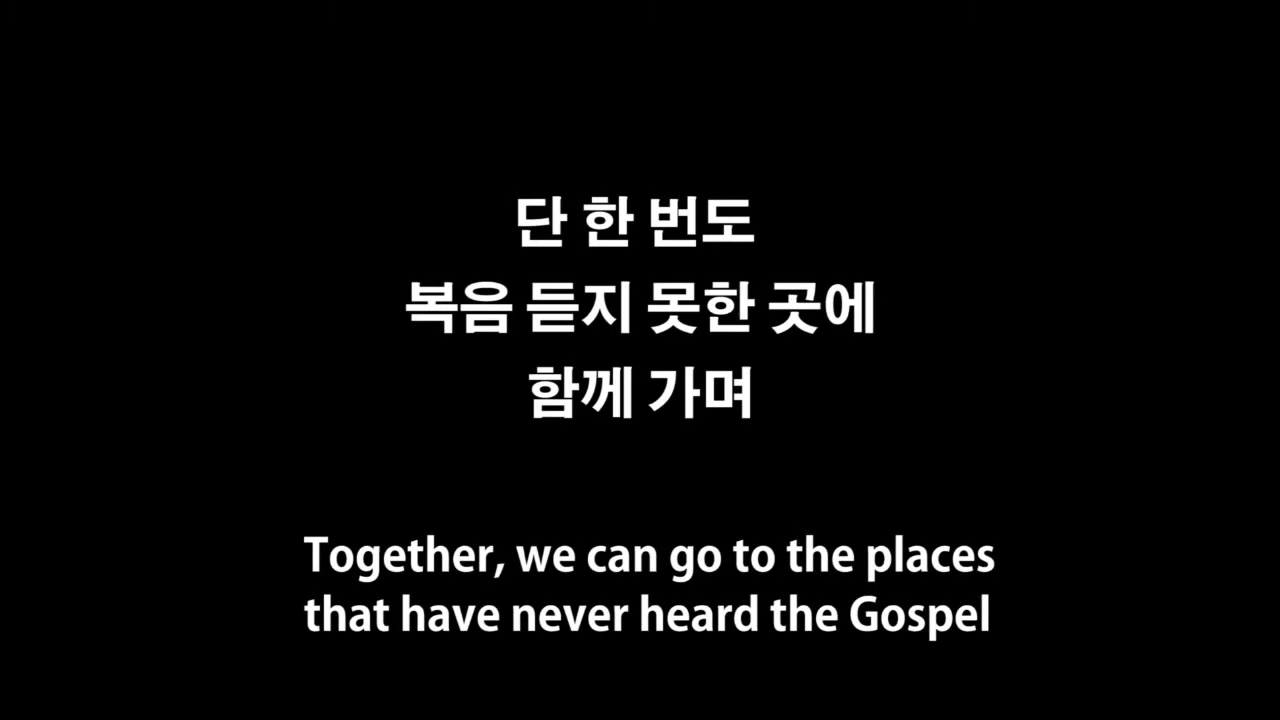 단 한 번도
복음 듣지 못한 곳에
함께 가며
Together, we can go to the places
that have never heard the Gospel